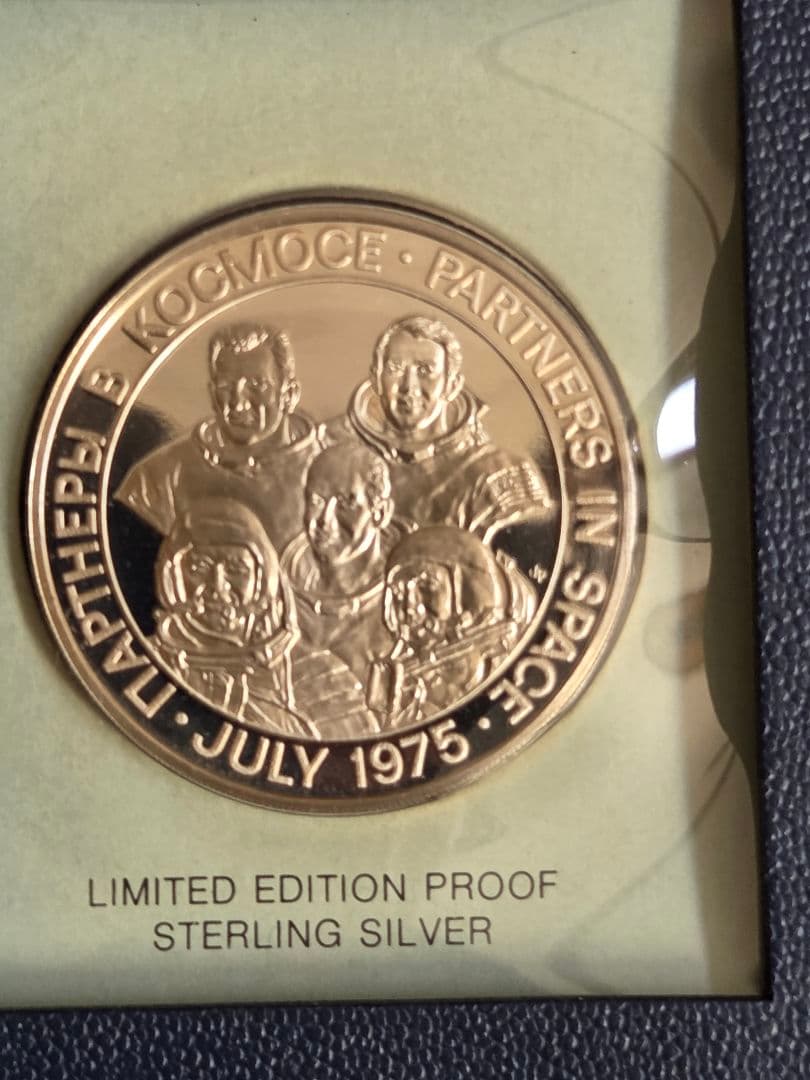 ПАРТНЕРЫ В КОСМОСЕ · PARTNERS IN SPACE · JULY 1975 ·
LIMITED EDITION PROOF
STERLING SILVER